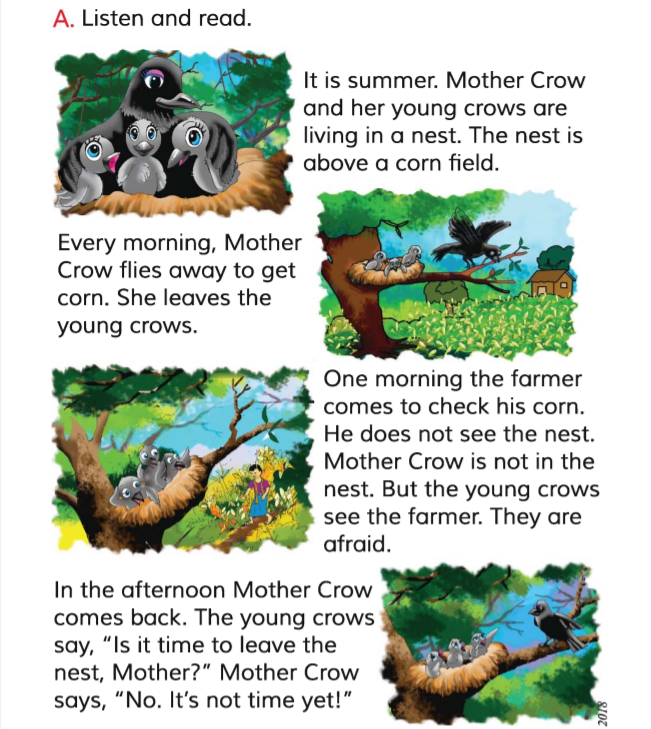 A. Listen and read.
It is summer. Mother Crow
and her young crows are
living in a nest. The nest is
above a corn field.
Every morning, Mother
Crow flies away to get
corn. She leaves the
young crows.
One morning the farmer
comes to check his corn.
He does not see the nest.
Mother Crow is not in the
nest. But the young crows
see the farmer. They are
afraid.
In the afternoon Mother Crow
comes back. The young crows
say, “Is it time to leave the
nest, Mother?” Mother Crow
says, “No. It’s not time yet!”
2018